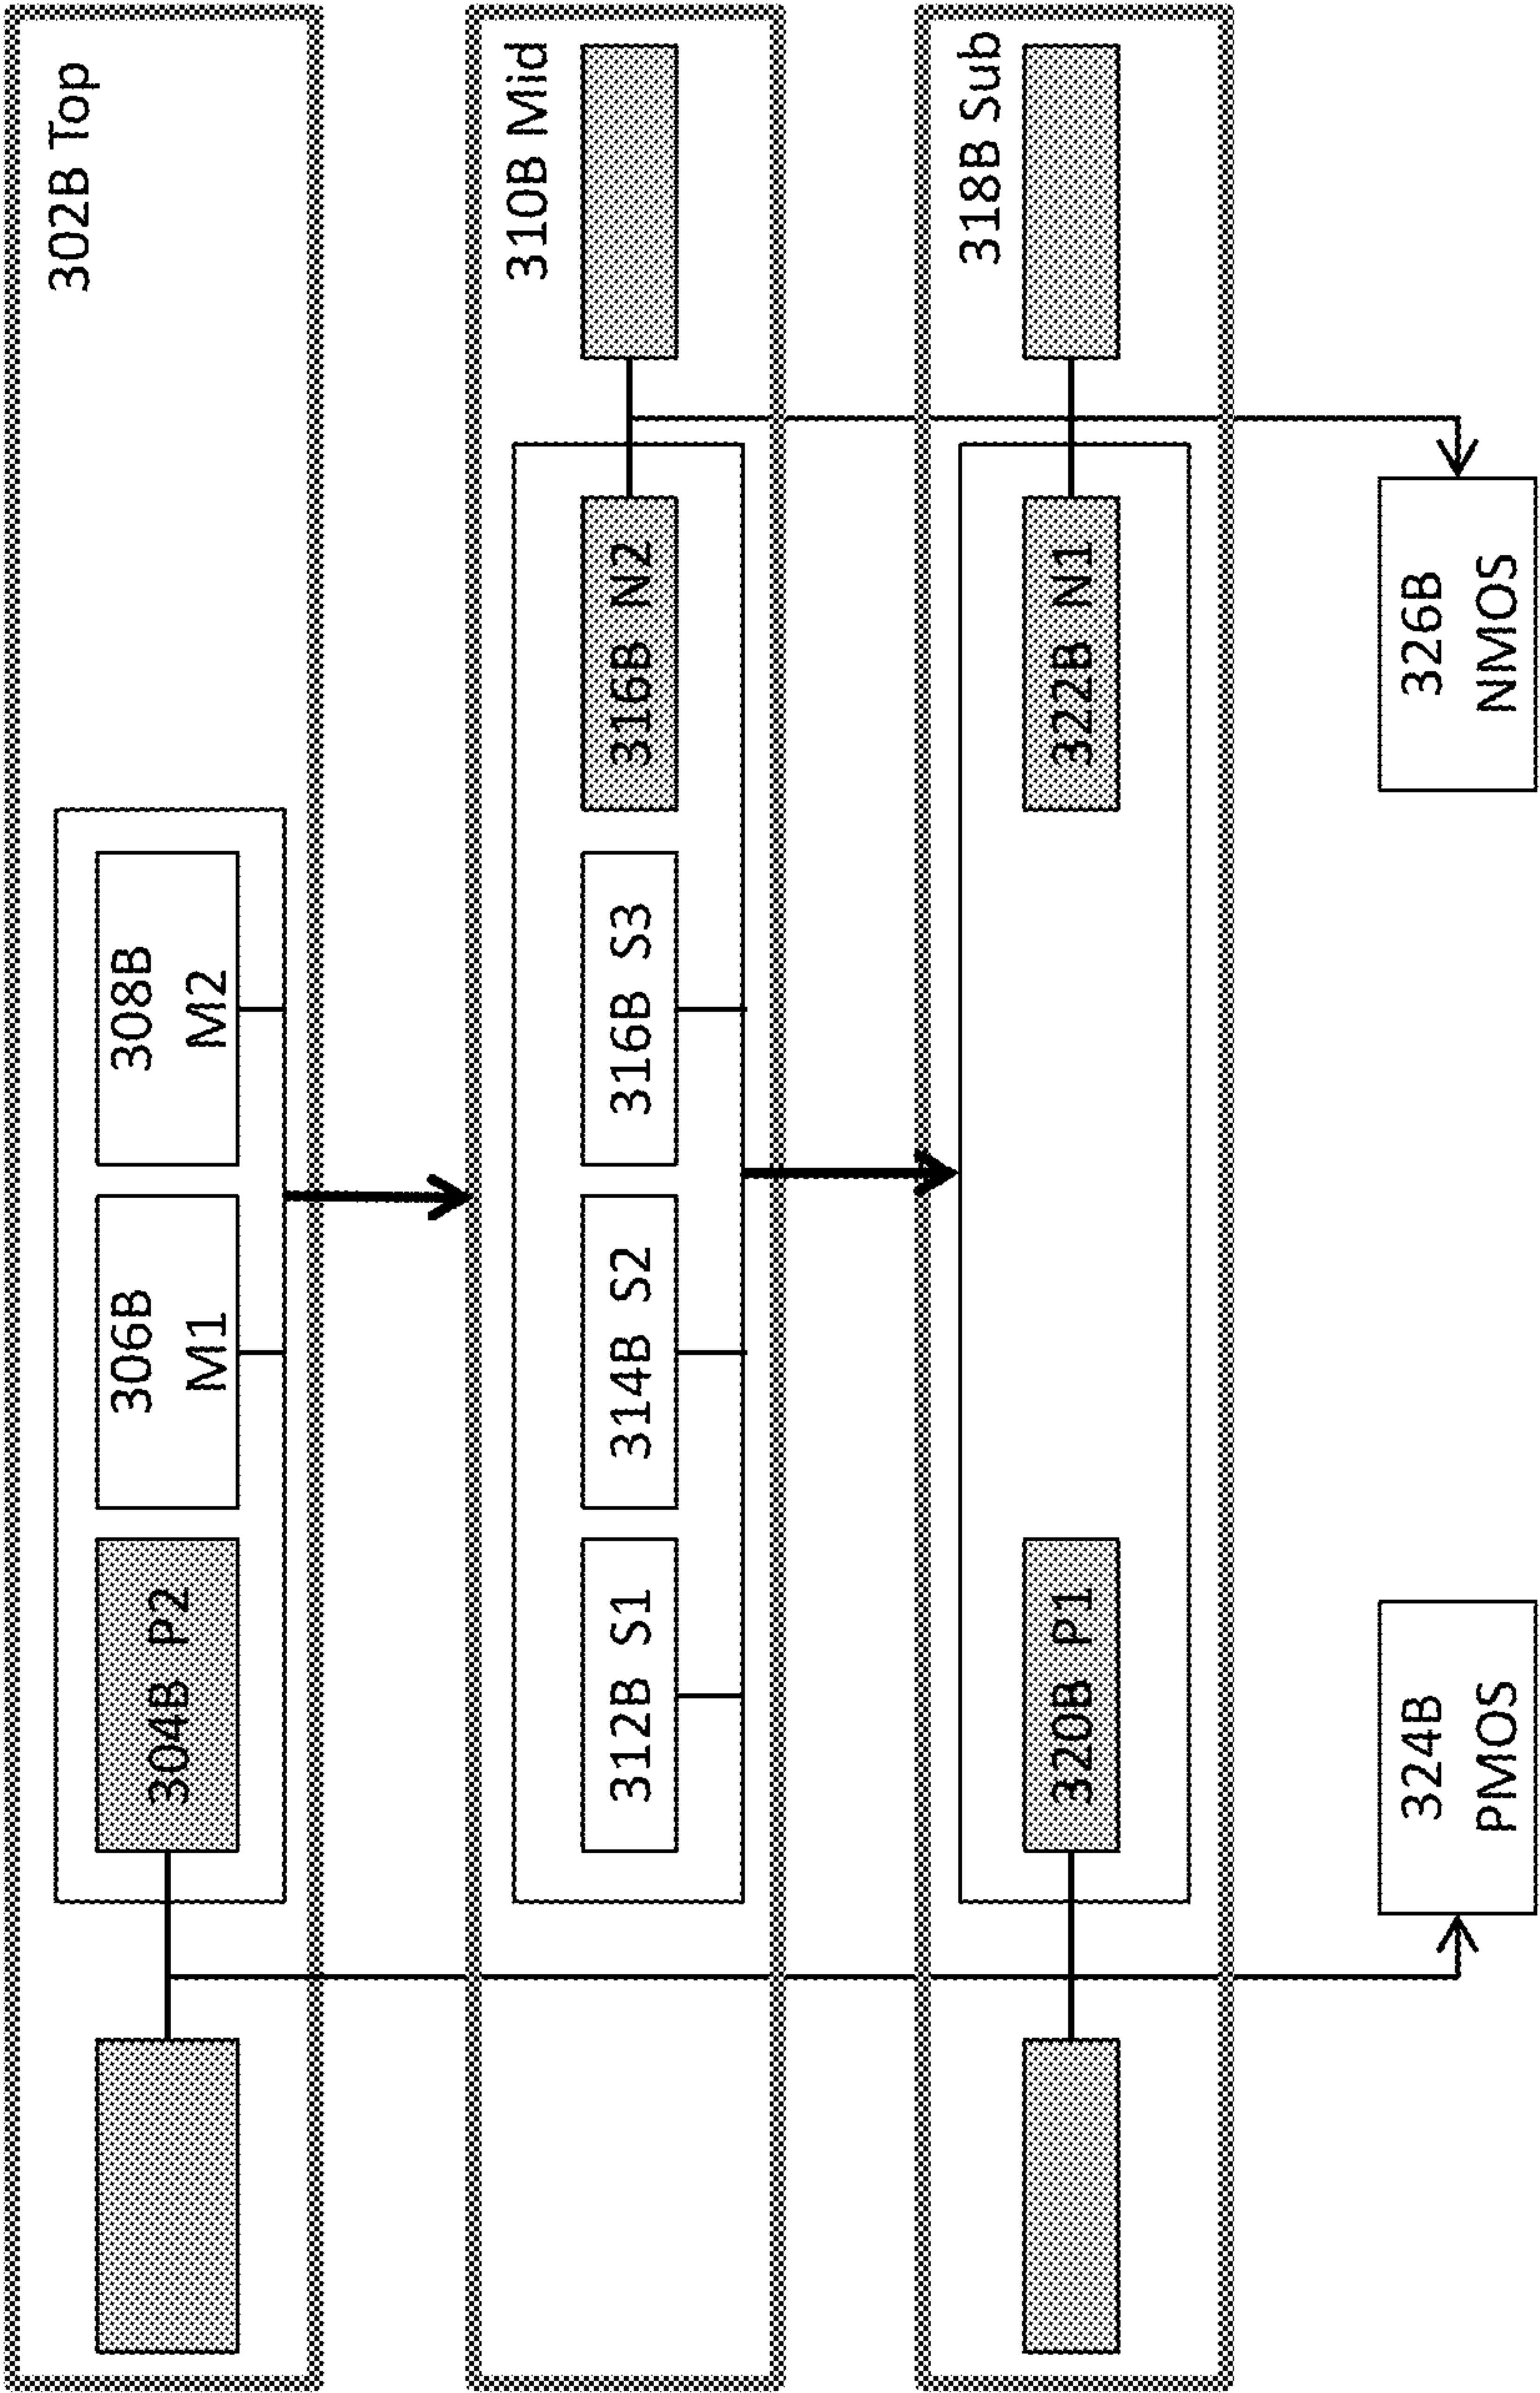 302B Top
304B P2
306B
M1
308B
M2
310B Mid
312B S1
314B S2
316B S3
316B N2
318B Sub
320B P1
322B N1
324B
PMOS
326B
NMOS